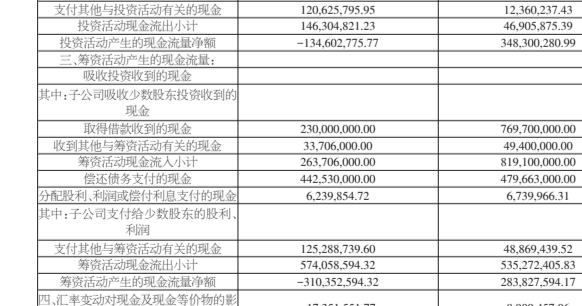 支付其他与投资活动有关的现金 120,625,795.95 12,360,237.43
投资活动现金流出小计 146,304,821.23 46,905,875.39
投资活动产生的现金流量净额 -134,602,775.77 348,300,280.99
三、筹资活动产生的现金流量:
吸收投资收到的现金
其中:子公司吸收少数股东投资收到的
现金
取得借款收到的现金 230,000,000.00 769,700,000.00
收到其他与筹资活动有关的现金 33,706,000.00 49,400,000.00
筹资活动现金流入小计 263,706,000.00 819,100,000.00
偿还债务支付的现金 442,530,000.00 479,663,000.00
分配股利、利润或偿付利息支付的现金 6,239,854.72 6,739,966.31
其中:子公司支付给少数股东的股利、
利润
支付其他与筹资活动有关的现金 125,288,739.60 48,869,439.52
筹资活动现金流出小计 574,058,594.32 535,272,405.83
筹资活动产生的现金流量净额 -310,352,594.32 283,827,594.17
四、汇率变动对现金及现金等价物的影